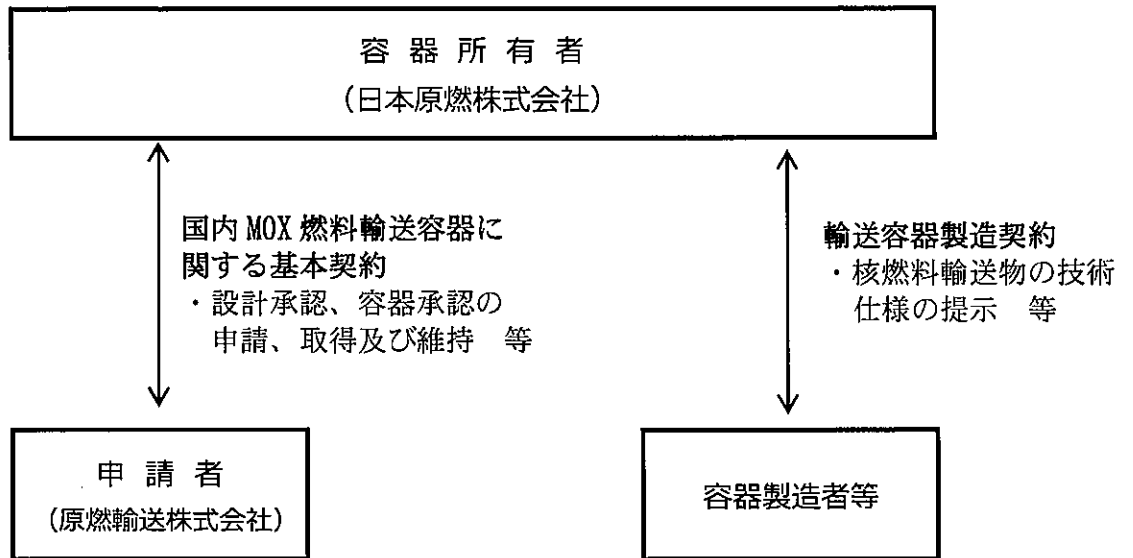 容器所有者
(日本原燃株式会社)
国内 MOX 燃料輸送容器に
関する基本契約
・設計承認、容器承認の
申請、取得及び維持 等
輸送容器製造契約
・核燃料輸送物の技術
仕様の提示 等
申請者
(原燃輸送株式会社)
容器製造者等